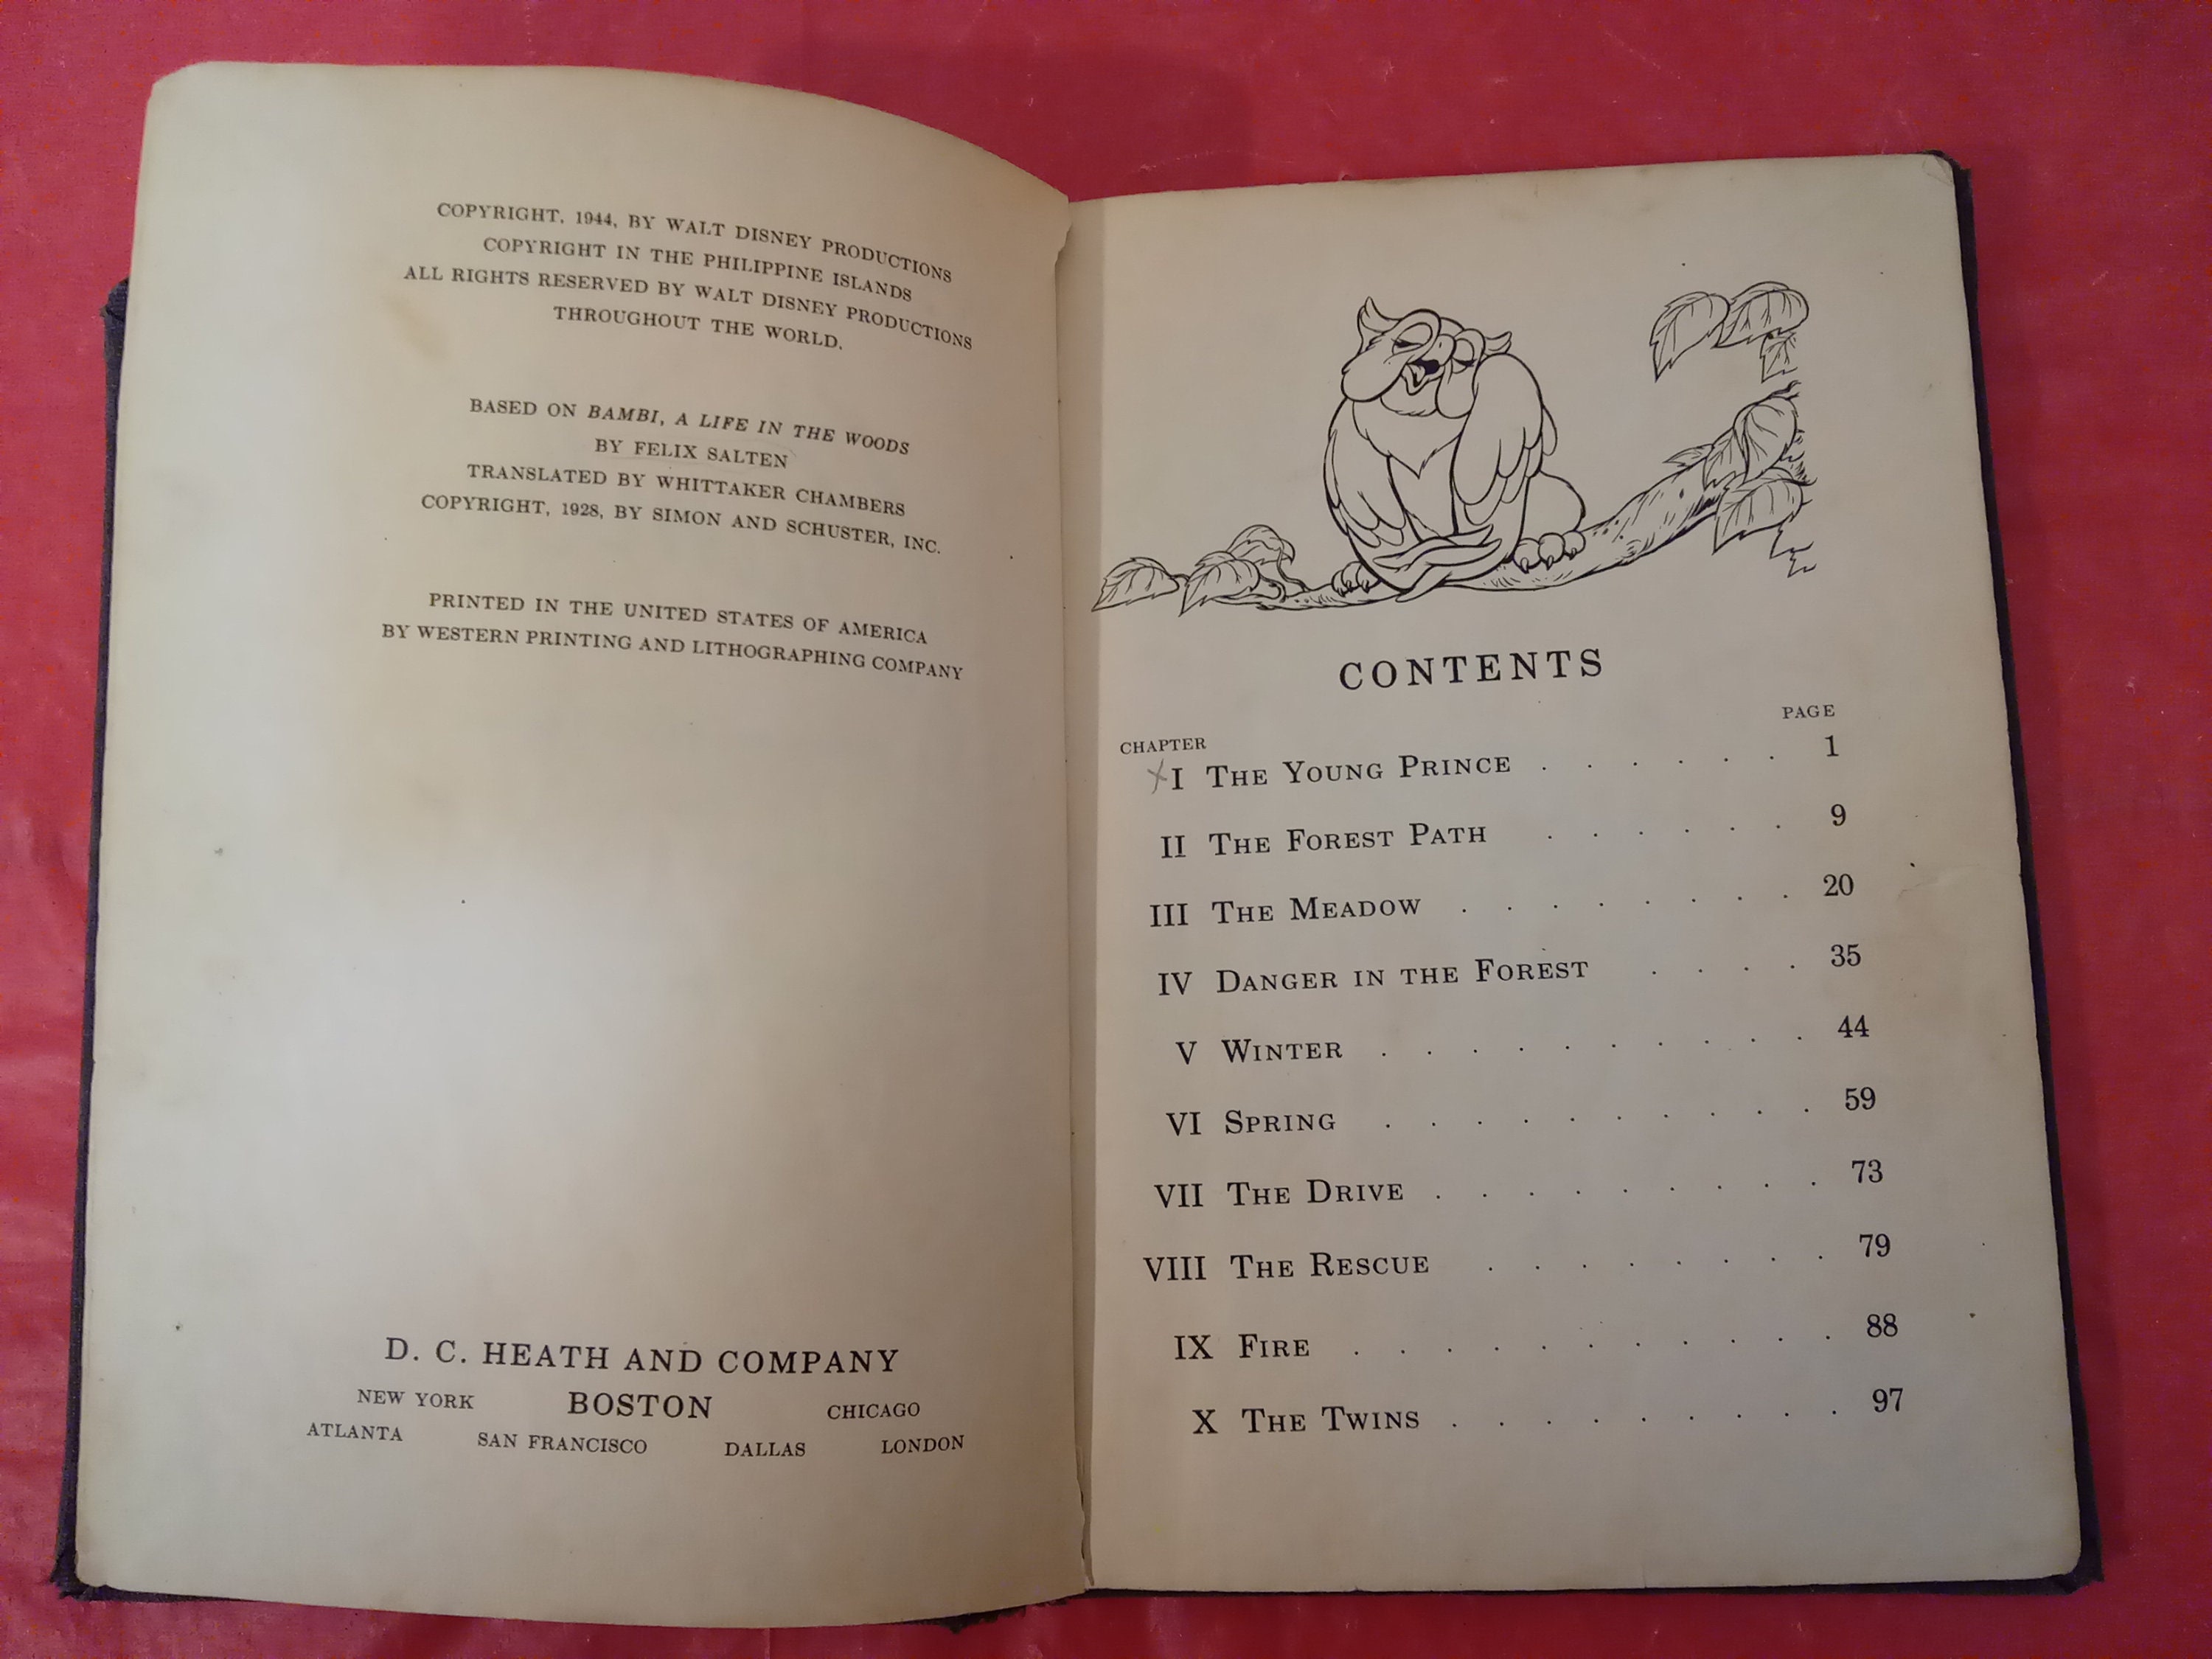 COPYRIGHT, 1944, BY WALT DISNEY PRODUCTIONS
COPYRIGHT IN THE PHILIPPINE ISLANDS
ALL RIGHTS RESERVED BY WALT DISNEY PRODUCTIONS
THROUGHOUT THE WORLD.
BASED ON BAMBI, A LIFE IN THE WOODS
BY FELIX SALTEN
TRANSLATED BY WHITTAKER CHAMBERS
COPYRIGHT, 1928, BY SIMON AND SCHUSTER, INC.
PRINTED IN THE UNITED STATES OF AMERICA
BY WESTERN PRINTING AND LITHOGRAPHING COMPANY
D. C. HEATH AND COMPANY
NEW YORK BOSTON CHICAGO
ATLANTA SAN FRANCISCO DALLAS LONDON
CONTENTS
CHAPTER PAGE
I THE YOUNG PRINCE . . . . . . 1
II THE FOREST PATH . . . . . . 9
III THE MEADOW . . . . . . . . 20
IV DANGER IN THE FOREST . . . . 35
V WINTER . . . . . . . . . . 44
VI SPRING . . . . . . . . . . 59
VII THE DRIVE . . . . . . . . . 73
VIII THE RESCUE . . . . . . . . 79
IX FIRE . . . . . . . . . . . 88
X THE TWINS . . . . . . . . . 97